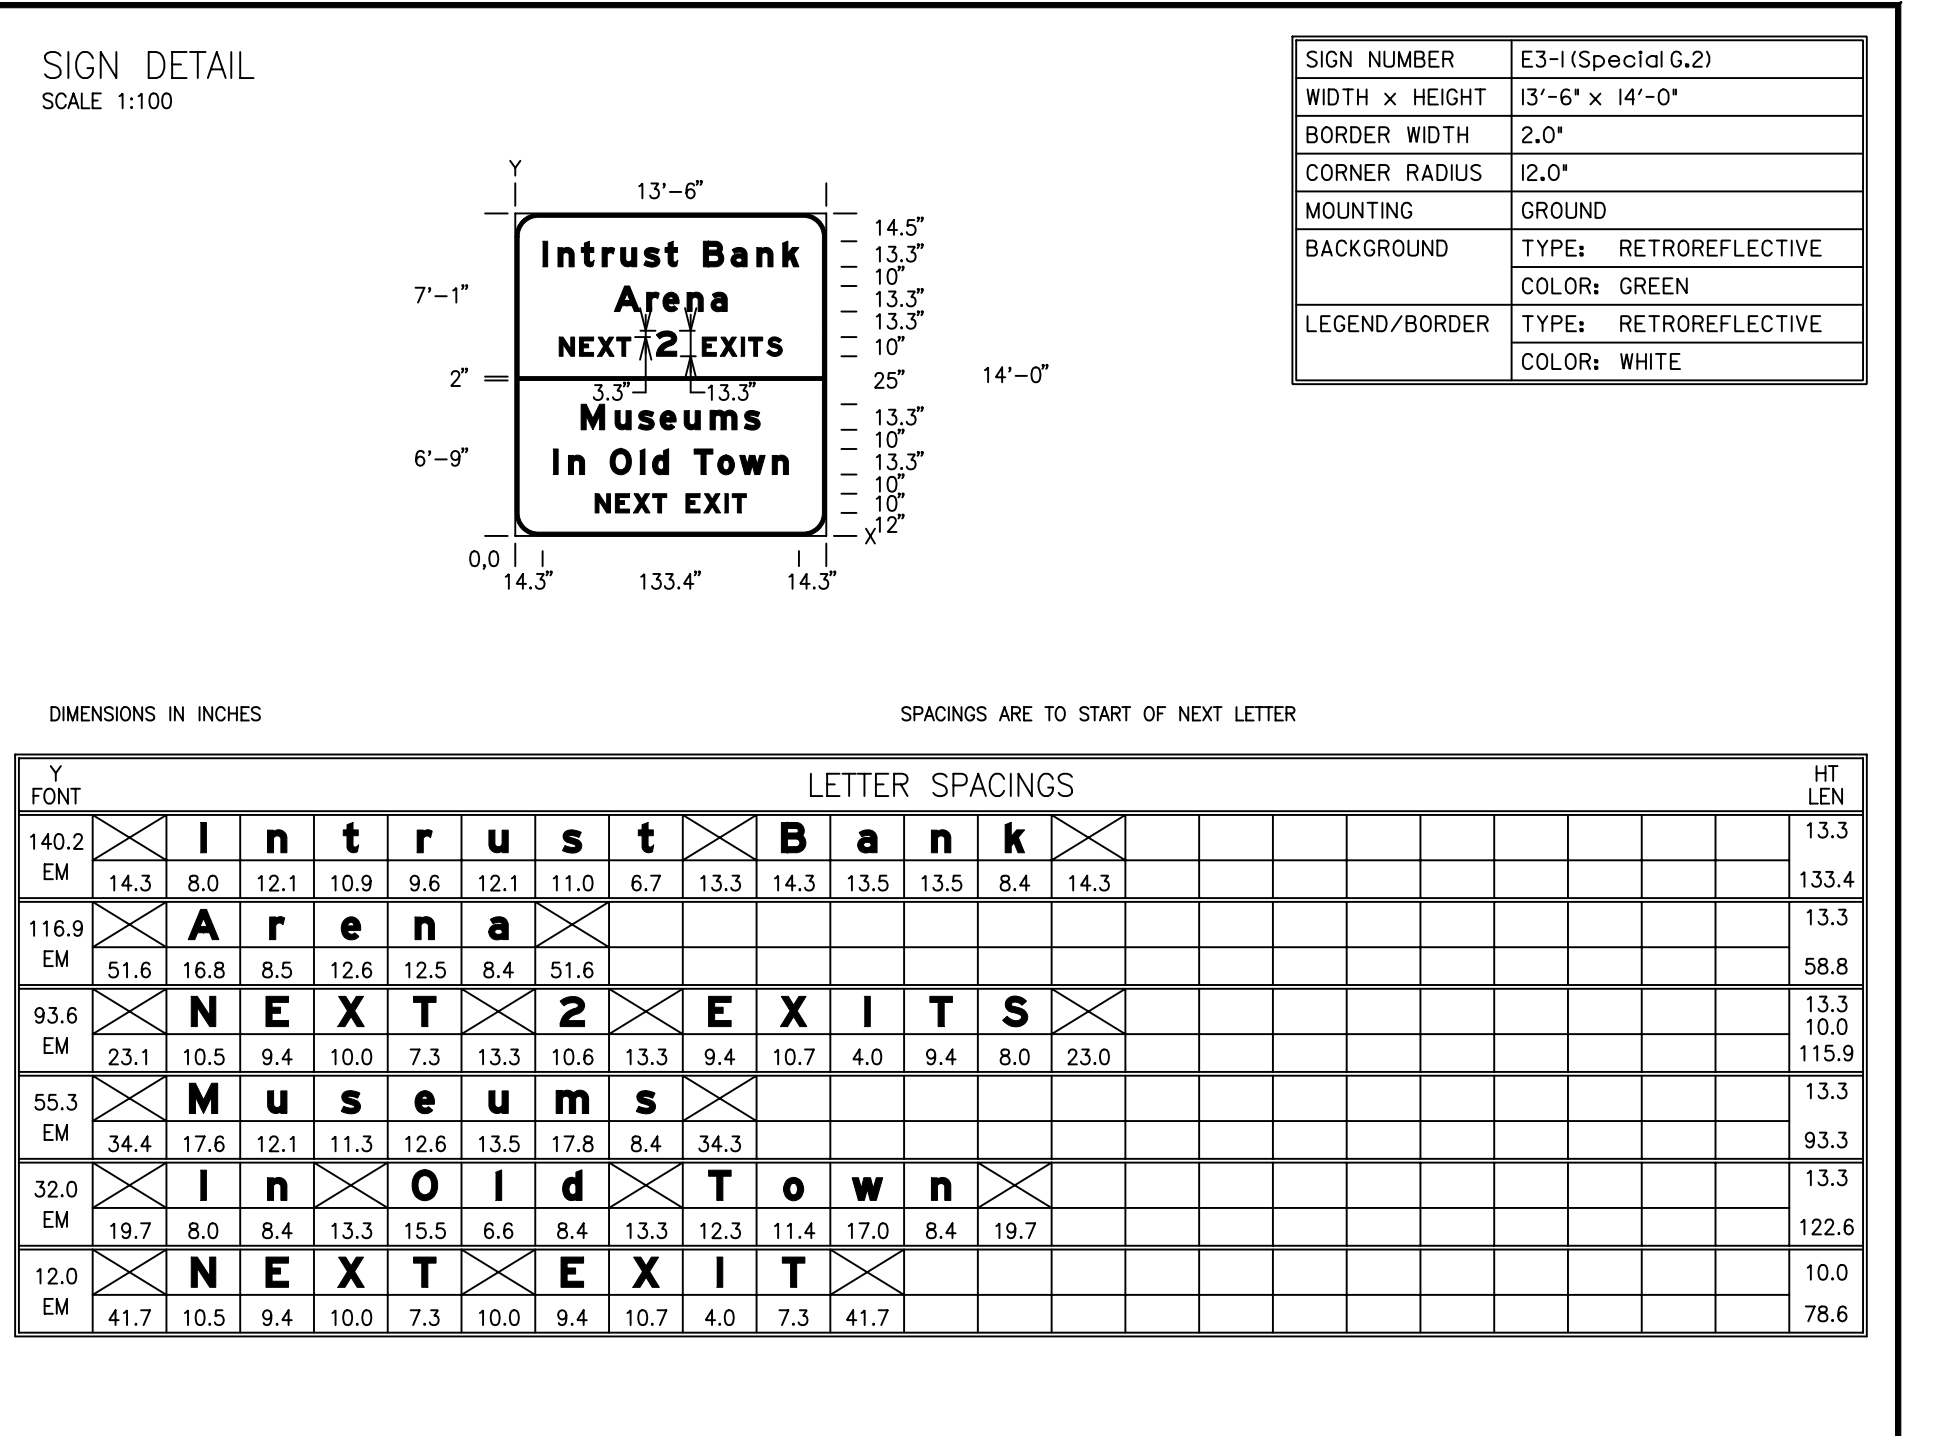 SIGN DETAIL
SCALE 1:100
SIGN NUMBER E3-1(Special G.2)
WIDTH x HEIGHT 13'-6" x 14'-0"
BORDER WIDTH 2.0"
CORNER RADIUS 12.0"
MOUNTING GROUND
BACKGROUND TYPE: RETROREFLECTIVE
COLOR: GREEN
LEGEND/BORDER TYPE: RETROREFLECTIVE
COLOR: WHITE
Y
13'-6"
Intrust Bank
Arena
NEXT 2 EXITS
3.3" 13.3"
Museums
In Old Town
NEXT EXIT
7'-1"
2"
6'-9"
14.5"
13.3"
10"
13.3"
13.3"
10"
25"
13.3"
10"
13.3"
10"
10"
12"
14'-0"
X
0,0
14.3" 133.4" 14.3"
DIMENSIONS IN INCHES
SPACINGS ARE TO START OF NEXT LETTER
Y FONT LETTER SPACINGS HT LEN
140.2 I n t r u s t B a n k 13.3
EM 14.3 8.0 12.1 10.9 9.6 12.1 11.0 6.7 13.3 14.3 13.5 13.5 8.4 14.3 133.4
116.9 A r e n a 13.3
EM 51.6 16.8 8.5 12.6 12.5 8.4 51.6 58.8
93.6 N E X T 2 E X I T S 13.3 10.0
EM 23.1 10.5 9.4 10.0 7.3 13.3 10.6 13.3 9.4 10.7 4.0 9.4 8.0 23.0 115.9
55.3 M u s e u m s 13.3
EM 34.4 17.6 12.1 11.3 12.6 13.5 17.8 8.4 34.3 93.3
32.0 I n O l d T o w n 13.3
EM 19.7 8.0 8.4 13.3 15.5 6.6 8.4 13.3 12.3 11.4 17.0 8.4 19.7 122.6
12.0 N E X T E X I T 10.0
EM 41.7 10.5 9.4 10.0 7.3 10.0 9.4 10.7 4.0 7.3 41.7 78.6